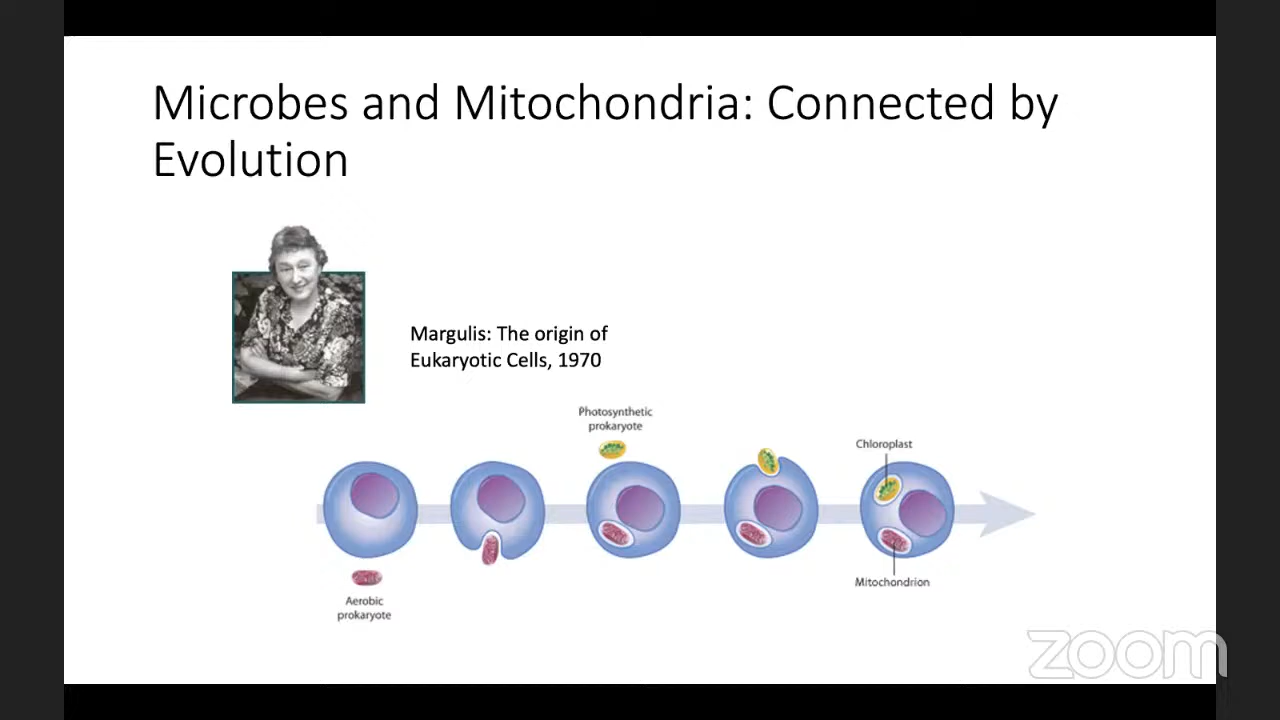 Microbes and Mitochondria: Connected by
Evolution
Margulis: The origin of
Eukaryotic Cells, 1970
Photosynthetic
prokaryote
Chloroplast
Mitochondrion
Aerobic
prokaryote
zoom